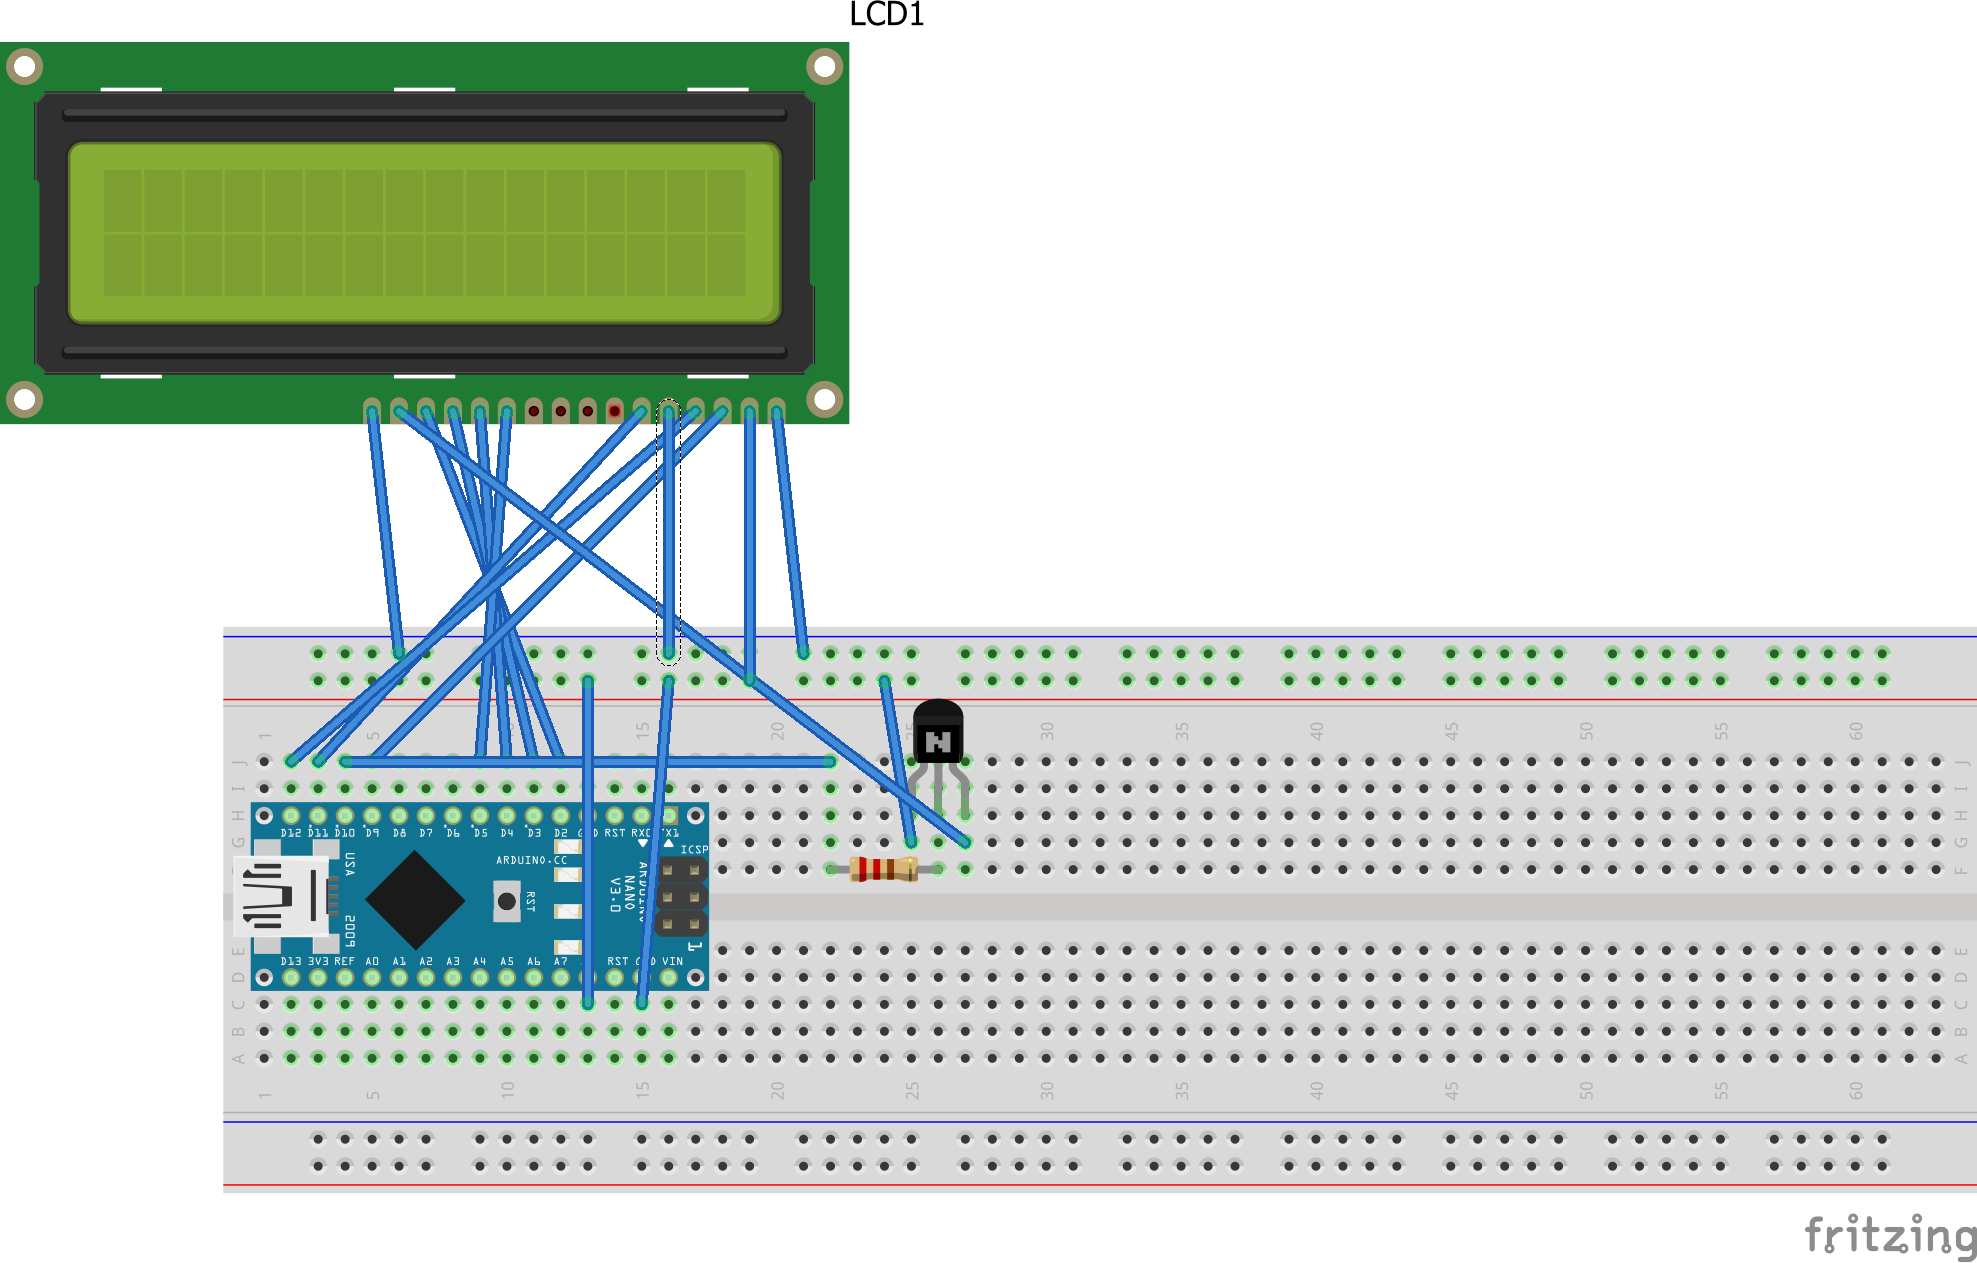 LCD1
1 5 10 15 20 25 30 35 40 45 50 55 60
J J
I I
H H
D12 D11 D10 D9 D8 D7 D6 D5 D4 D3 D2 GND RST RX0 TX1
G G
ICSP
USA
ARDUINO.CC
F
RST
ARDUINO
NANO
V3.0
2009
1
E E
D13 3V3 REF A0 A1 A2 A3 A4 A5 A6 A7 RST GND VIN
D D
C C
B B
A A
1 5 10 15 20 25 30 35 40 45 50 55 60
fritzing